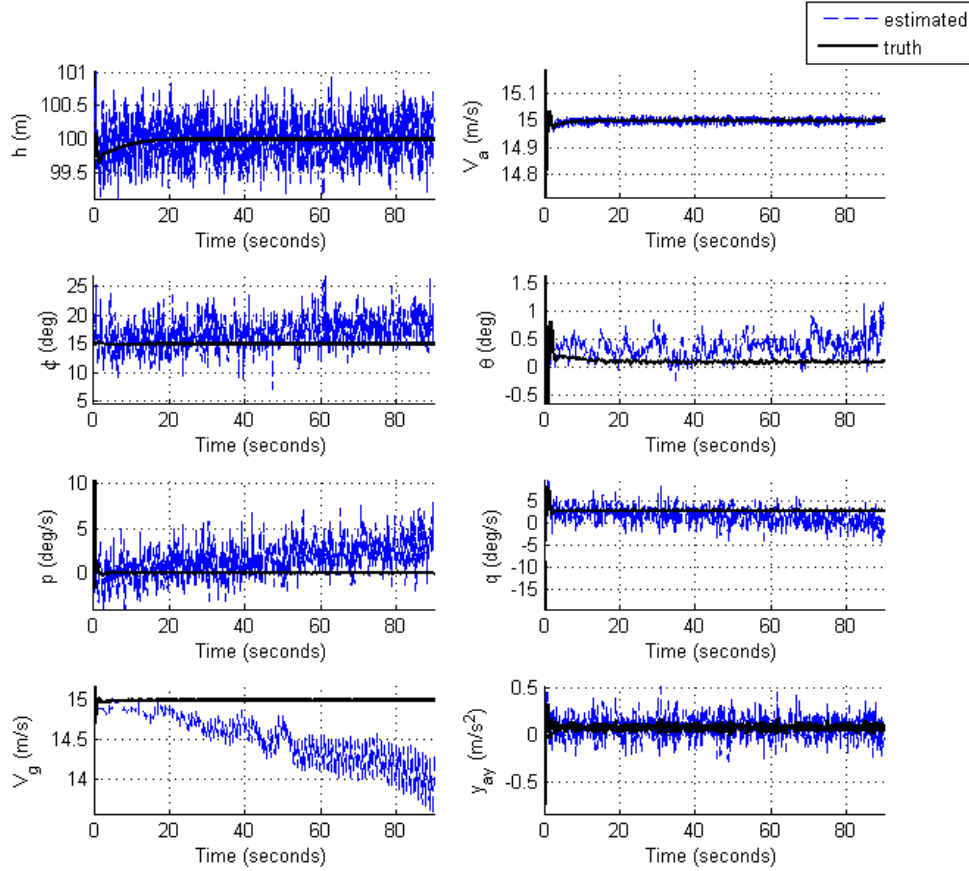 estimated
truth
101
100.5
100
99.5
h (m)
0 20 40 60 80
Time (seconds)
15.1
15
14.9
14.8
V_a (m/s)
0 20 40 60 80
Time (seconds)
25
20
15
10
5
ϕ (deg)
0 20 40 60 80
Time (seconds)
1.5
1
0.5
0
-0.5
θ (deg)
0 20 40 60 80
Time (seconds)
10
5
0
p (deg/s)
0 20 40 60 80
Time (seconds)
5
0
-5
-10
-15
q (deg/s)
0 20 40 60 80
Time (seconds)
15
14.5
14
V_g (m/s)
0 20 40 60 80
Time (seconds)
0.5
0
-0.5
y_ay (m/s²)
0 20 40 60 80
Time (seconds)